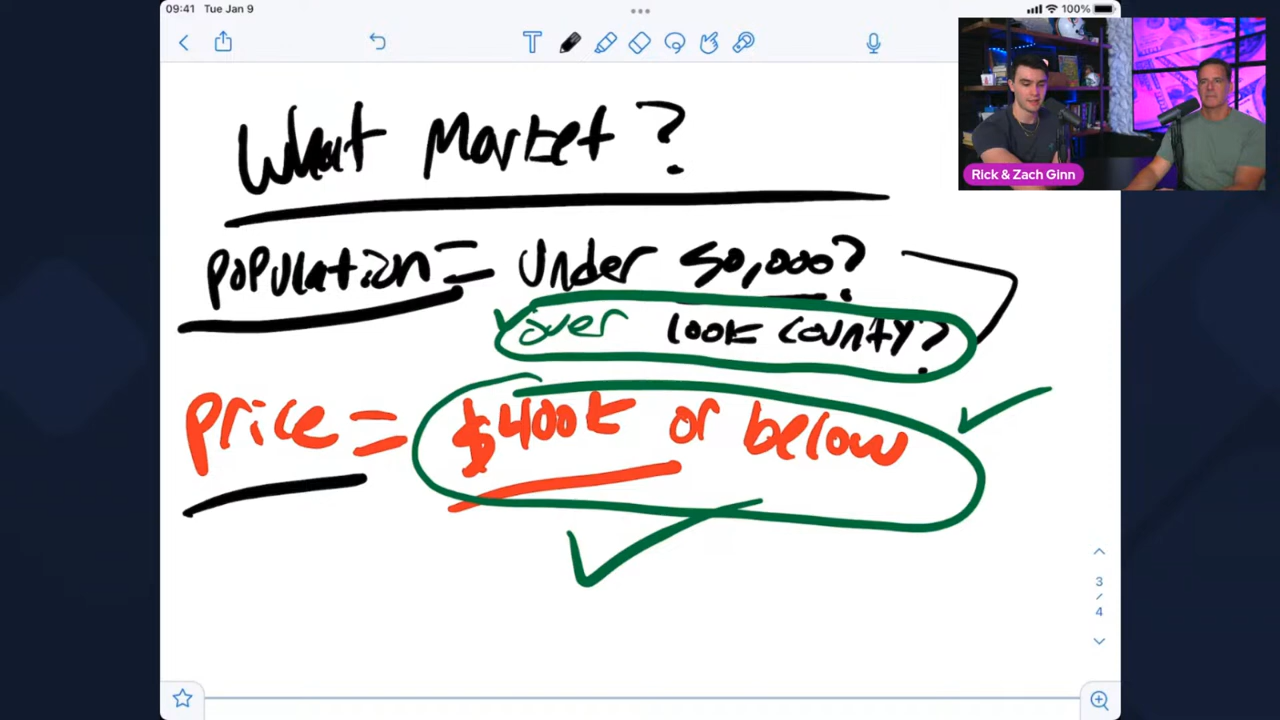 09:41 Tue Jan 9
100%
Rick & Zach Ginn
What Market?
population = Under 50,000?
over look county?
price = $400k or below
3
/
4